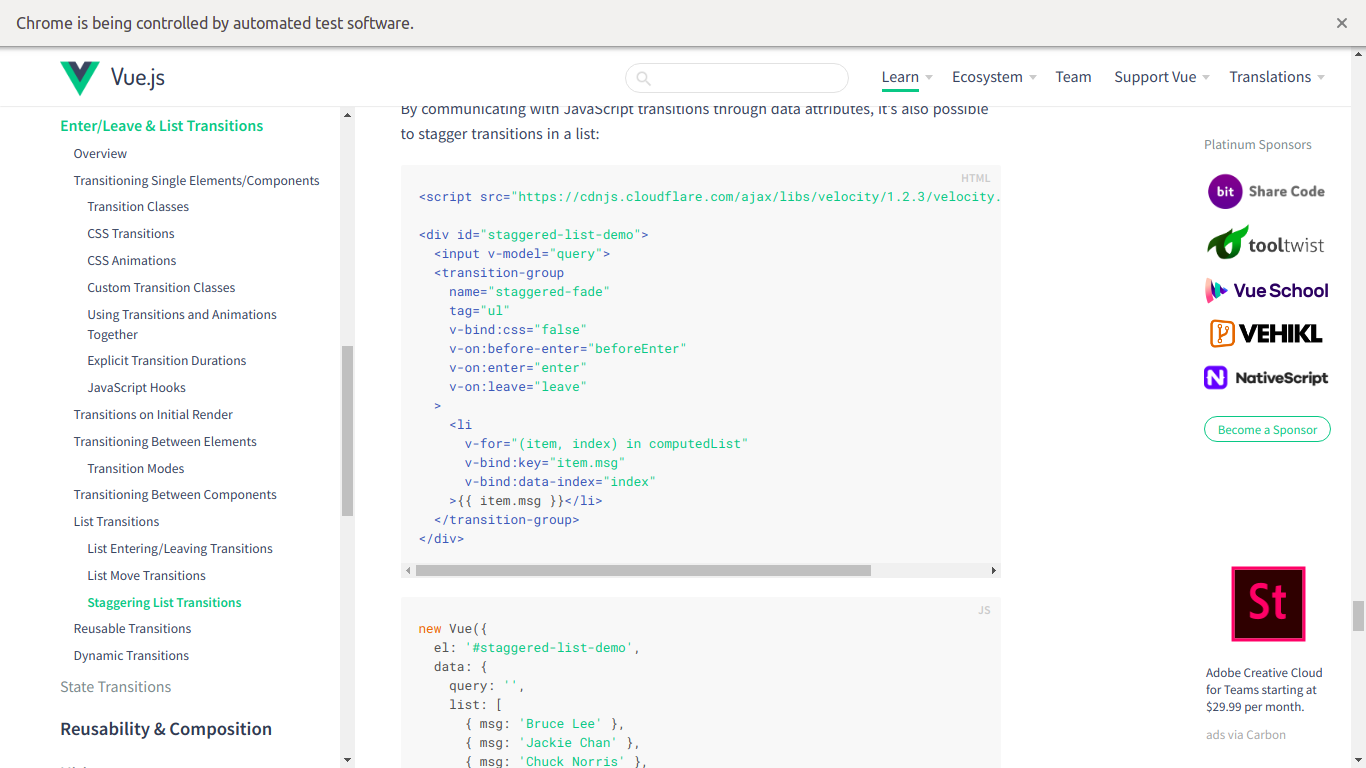 Chrome is being controlled by automated test software.
Vue.js
Learn
Ecosystem
Team
Support Vue
Translations
Enter/Leave & List Transitions
Overview
Transitioning Single Elements/Components
Transition Classes
CSS Transitions
CSS Animations
Custom Transition Classes
Using Transitions and Animations
Together
Explicit Transition Durations
JavaScript Hooks
Transitions on Initial Render
Transitioning Between Elements
Transition Modes
Transitioning Between Components
List Transitions
List Entering/Leaving Transitions
List Move Transitions
Staggering List Transitions
Reusable Transitions
Dynamic Transitions
State Transitions
Reusability & Composition
By communicating with JavaScript transitions through data attributes, it's also possible
to stagger transitions in a list:
HTML
<script src="https://cdnjs.cloudflare.com/ajax/libs/velocity/1.2.3/velocity.
<div id="staggered-list-demo">
<input v-model="query">
<transition-group
name="staggered-fade"
tag="ul"
v-bind:css="false"
v-on:before-enter="beforeEnter"
v-on:enter="enter"
v-on:leave="leave"
>
<li
v-for="(item, index) in computedList"
v-bind:key="item.msg"
v-bind:data-index="index"
>{{ item.msg }}</li>
</transition-group>
</div>
JS
new Vue({
el: '#staggered-list-demo',
data: {
query: '',
list: [
{ msg: 'Bruce Lee' },
{ msg: 'Jackie Chan' },
{ msg: 'Chuck Norris' },
Platinum Sponsors
bit Share Code
tooltwist
Vue School
VEHIKL
NativeScript
Become a Sponsor
St
Adobe Creative Cloud
for Teams starting at
$29.99 per month.
ads via Carbon